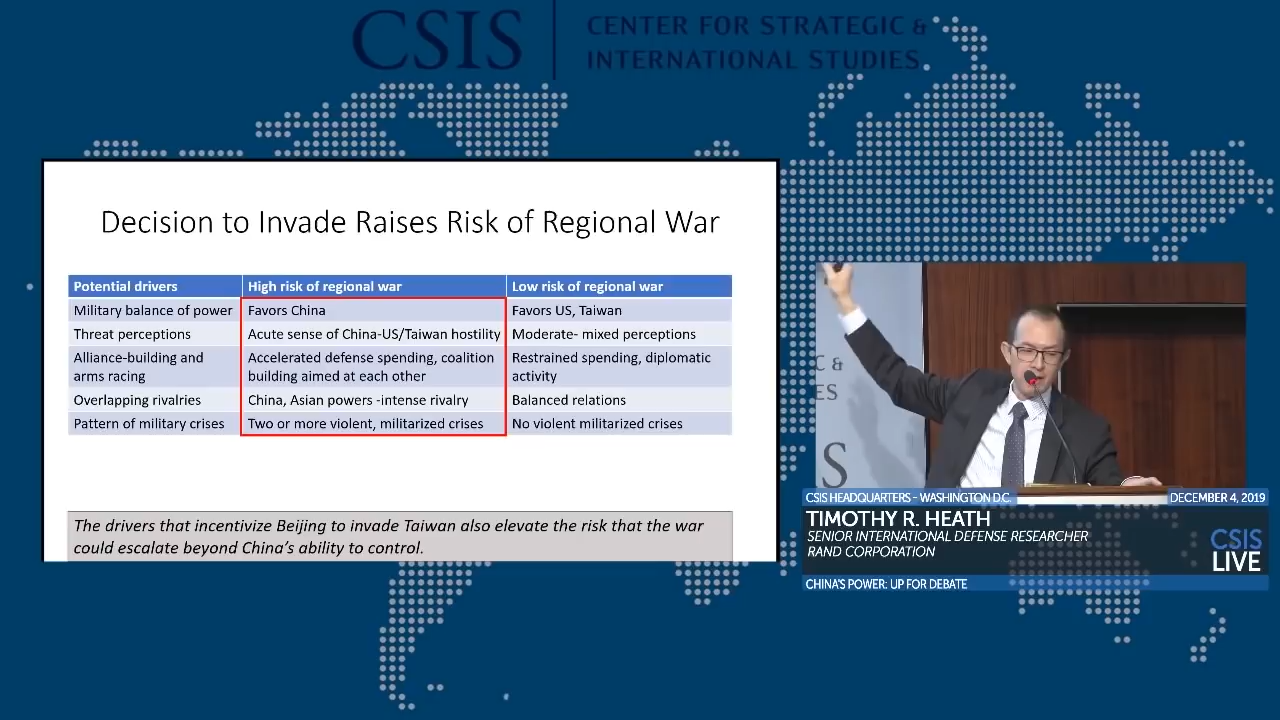 CSIS
CENTER FOR STRATEGIC &
INTERNATIONAL STUDIES
Decision to Invade Raises Risk of Regional War
Potential drivers High risk of regional war Low risk of regional war
Military balance of power Favors China Favors US, Taiwan
Threat perceptions Acute sense of China-US/Taiwan hostility Moderate- mixed perceptions
Alliance-building and Accelerated defense spending, coalition Restrained spending, diplomatic
arms racing building aimed at each other activity
Overlapping rivalries China, Asian powers -intense rivalry Balanced relations
Pattern of military crises Two or more violent, militarized crises No violent militarized crises
The drivers that incentivize Beijing to invade Taiwan also elevate the risk that the war
could escalate beyond China's ability to control.
C &
ES
S
CSIS HEADQUARTERS - WASHINGTON D.C. DECEMBER 4, 2019
TIMOTHY R. HEATH
SENIOR INTERNATIONAL DEFENSE RESEARCHER
RAND CORPORATION
CSIS
LIVE
CHINA'S POWER: UP FOR DEBATE